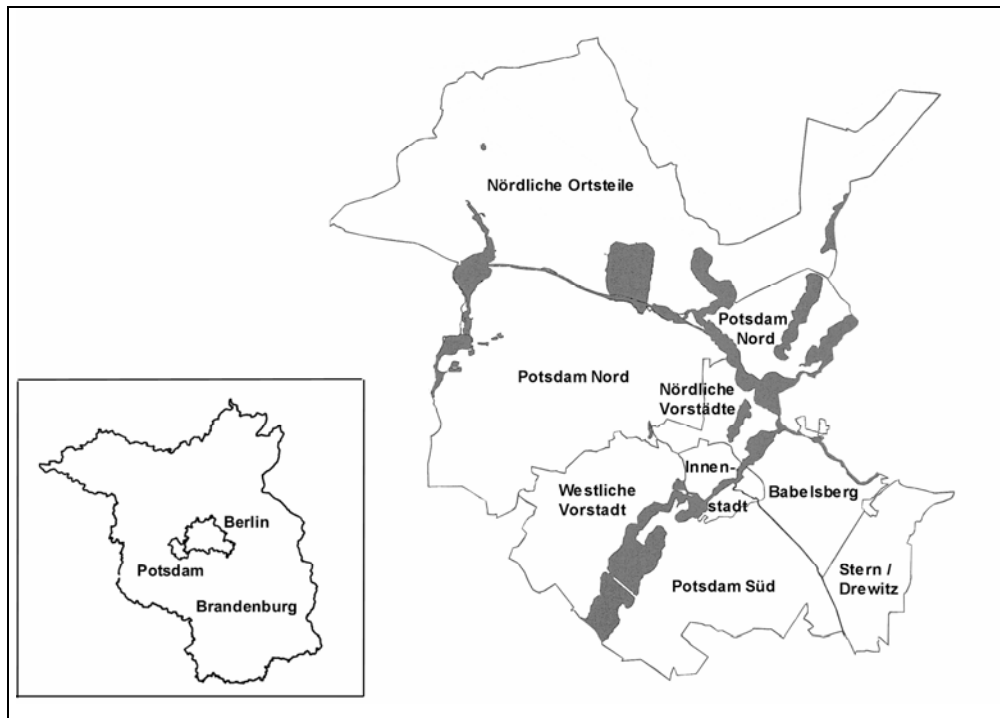 Nördliche Ortsteile
Potsdam
Nord
Potsdam Nord
Nördliche
Vorstädte
Innen-
stadt
Westliche
Vorstadt
Babelsberg
Stern /
Drewitz
Potsdam Süd
Berlin
Potsdam
Brandenburg